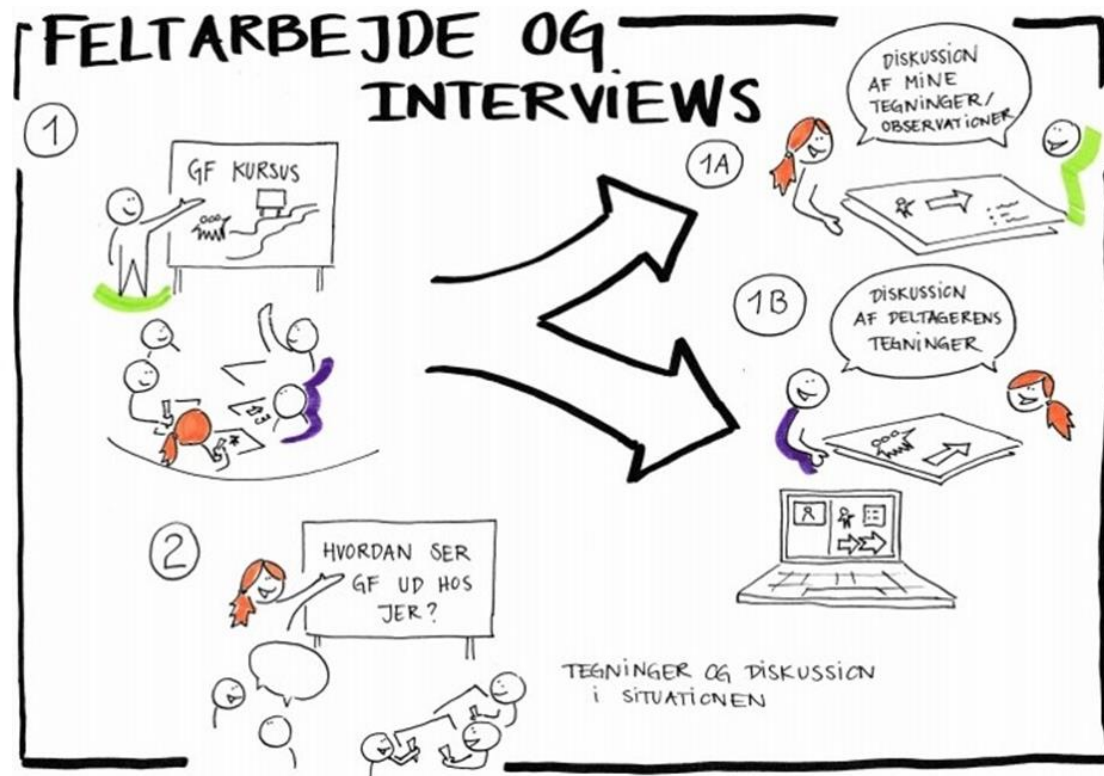 FELTARBEJDE OG
INTERVIEWS
1
GF KURSUS
1A
DISKUSSION
AF MINE
TEGNINGER/
OBSERVATIONER
1B
DISKUSSION
AF DELTAGERENS
TEGNINGER
2
HVORDAN SER
GF UD HOS
JER?
TEGNINGER OG DISKUSSION
i SITUATIONEN